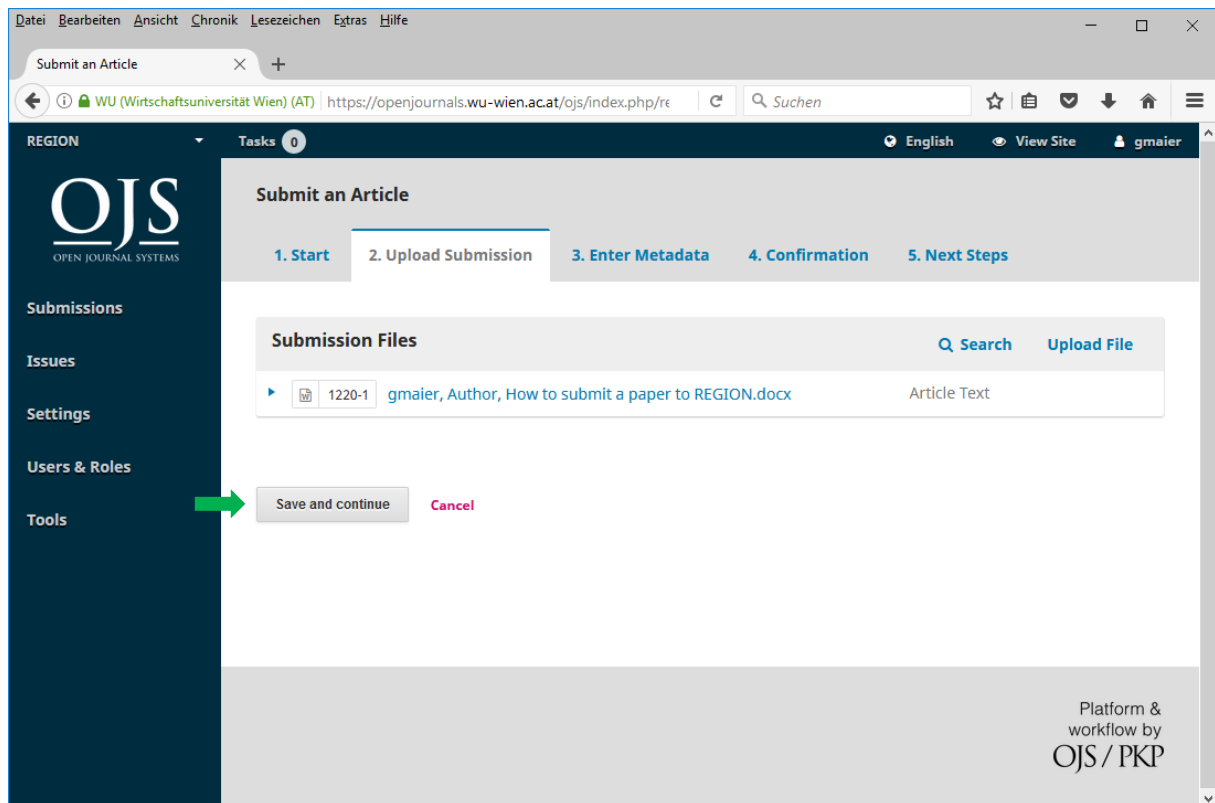 Datei Bearbeiten Ansicht Chronik Lesezeichen Extras Hilfe
Submit an Article
WU (Wirtschaftsuniversität Wien) (AT) https://openjournals.wu-wien.ac.at/ojs/index.php/re Suchen
REGION Tasks 0 English View Site gmaier
OJS
OPEN JOURNAL SYSTEMS
Submit an Article
1. Start 2. Upload Submission 3. Enter Metadata 4. Confirmation 5. Next Steps
Submissions
Issues
Settings
Users & Roles
Tools
Submission Files Search Upload File
W 1220-1 gmaier, Author, How to submit a paper to REGION.docx Article Text
Save and continue Cancel
Platform &
workflow by
OJS / PKP